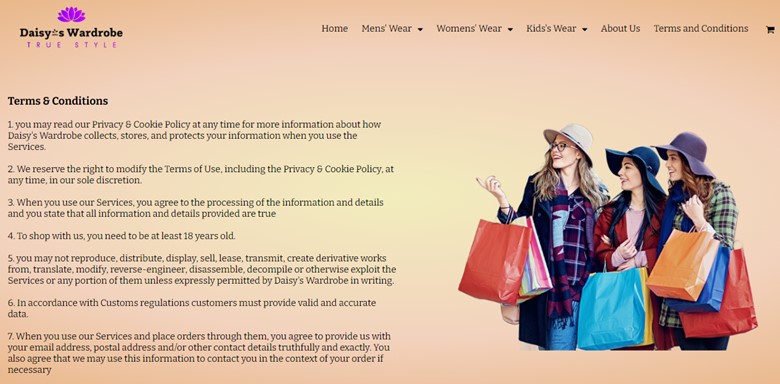 Daisy's Wardrobe
TRUE STYLE
Home Mens' Wear Womens' Wear Kids's Wear About Us Terms and Conditions
Terms & Conditions
1. you may read our Privacy & Cookie Policy at any time for more information about how
Daisy's Wardrobe collects, stores, and protects your information when you use the
Services.
2. We reserve the right to modify the Terms of Use, including the Privacy & Cookie Policy, at
any time, in our sole discretion.
3. When you use our Services, you agree to the processing of the information and details
and you state that all information and details provided are true
4. To shop with us, you need to be at least 18 years old.
5. you may not reproduce, distribute, display, sell, lease, transmit, create derivative works
from, translate, modify, reverse-engineer, disassemble, decompile or otherwise exploit the
Services or any portion of them unless expressly permitted by Daisy's Wardrobe in writing.
6. In accordance with Customs regulations customers must provide valid and accurate
data.
7. When you use our Services and place orders through them, you agree to provide us with
your email address, postal address and/or other contact details truthfully and exactly. You
also agree that we may use this information to contact you in the context of your order if
necessary